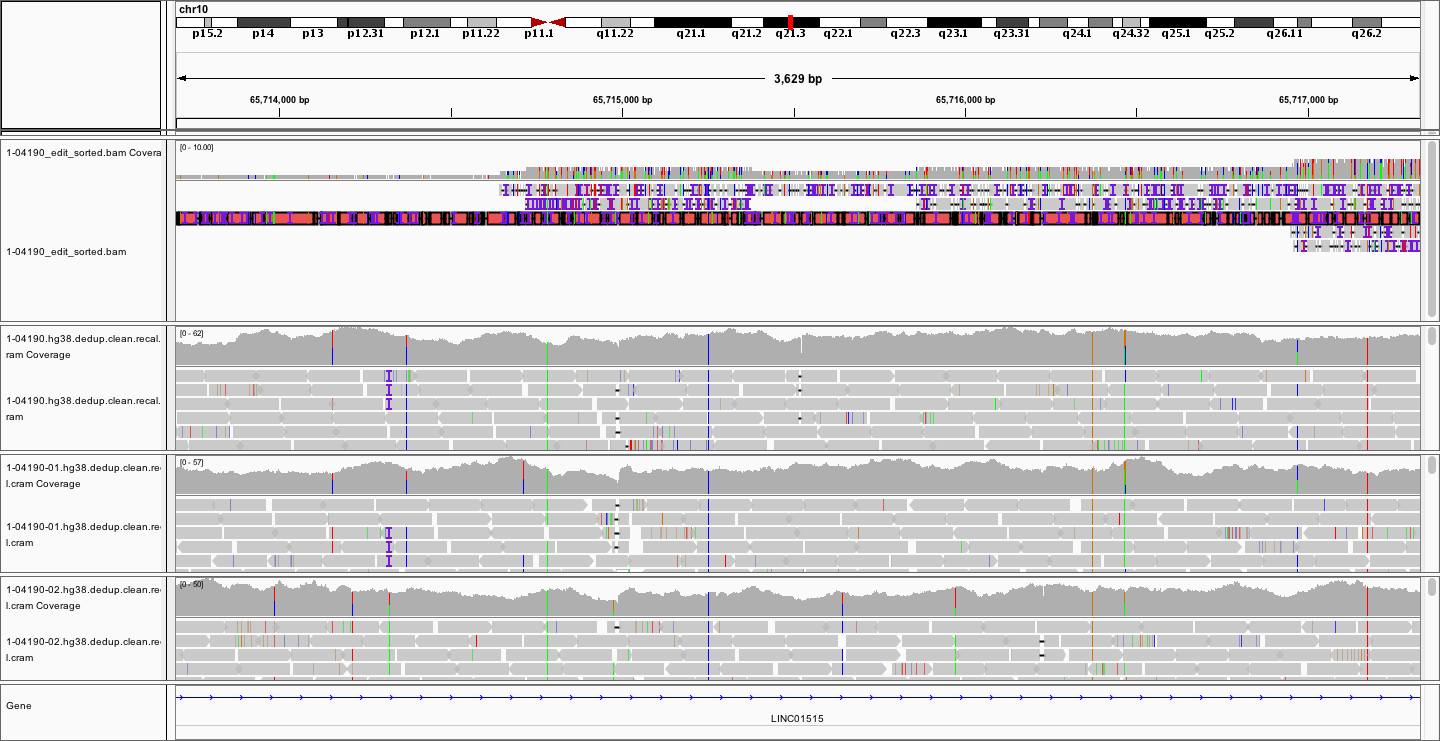 chr10
p15.2 p14 p13 p12.31 p12.1 p11.22 p11.1 q11.22 q21.1 q21.2 q21.3 q22.1 q22.3 q23.1 q23.31 q24.1 q24.32 q25.1 q25.2 q26.11 q26.2
3,629 bp
65,714,000 bp 65,715,000 bp 65,716,000 bp 65,717,000 bp
1-04190_edit_sorted.bam Covera
[0 - 10.00]
1-04190_edit_sorted.bam
[0 - 62]
1-04190.hg38.dedup.clean.recal.
ram Coverage
1-04190.hg38.dedup.clean.recal.
ram
[0 - 57]
1-04190-01.hg38.dedup.clean.re
l.cram Coverage
1-04190-01.hg38.dedup.clean.re
l.cram
[0 - 50]
1-04190-02.hg38.dedup.clean.re
l.cram Coverage
1-04190-02.hg38.dedup.clean.re
l.cram
Gene
LINC01515